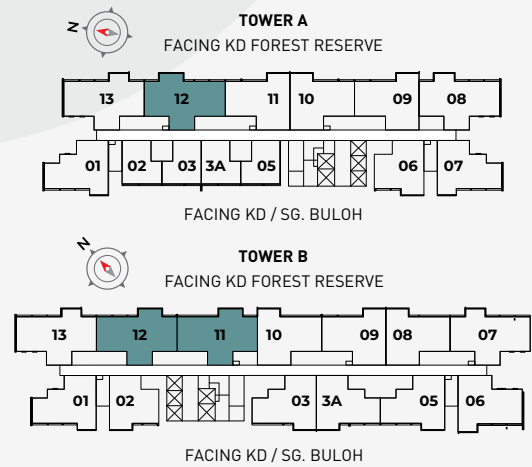 N
TOWER A
FACING KD FOREST RESERVE
13 12 11 10 09 08
01 02 03 3A 05 06 07
FACING KD / SG. BULOH
N
TOWER B
FACING KD FOREST RESERVE
13 12 11 10 09 08 07
01 02 03 3A 05 06
FACING KD / SG. BULOH